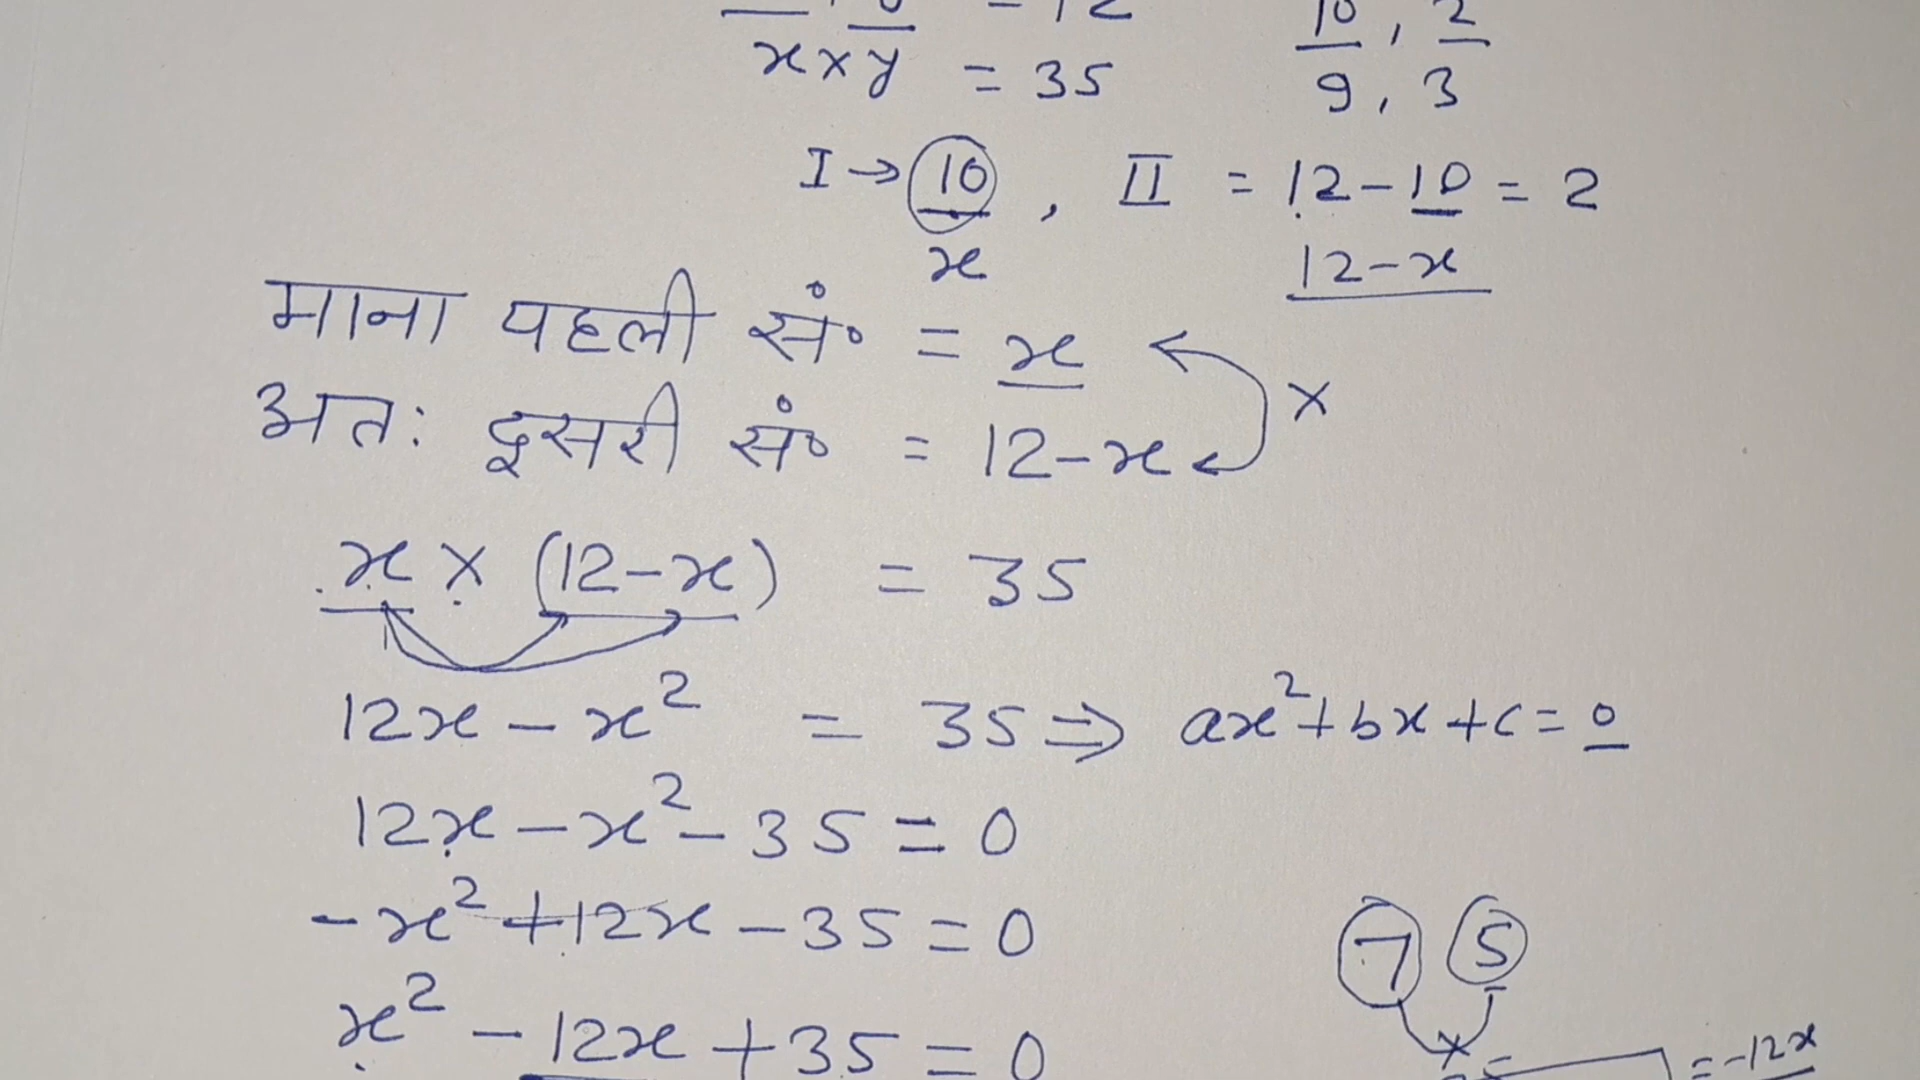 = 12
x × y = 35
10, 2
9, 3
I → 10, II = 12 - 10 = 2
x
12 - x
माना पहली सं॰ = x
अतः दूसरी सं॰ = 12 - x
×
x × (12 - x) = 35
12x - x² = 35 ⇒ ax² + bx + c = 0
12x - x² - 35 = 0
-x² + 12x - 35 = 0
7 5
x² - 12x + 35 = 0
×
= -12x